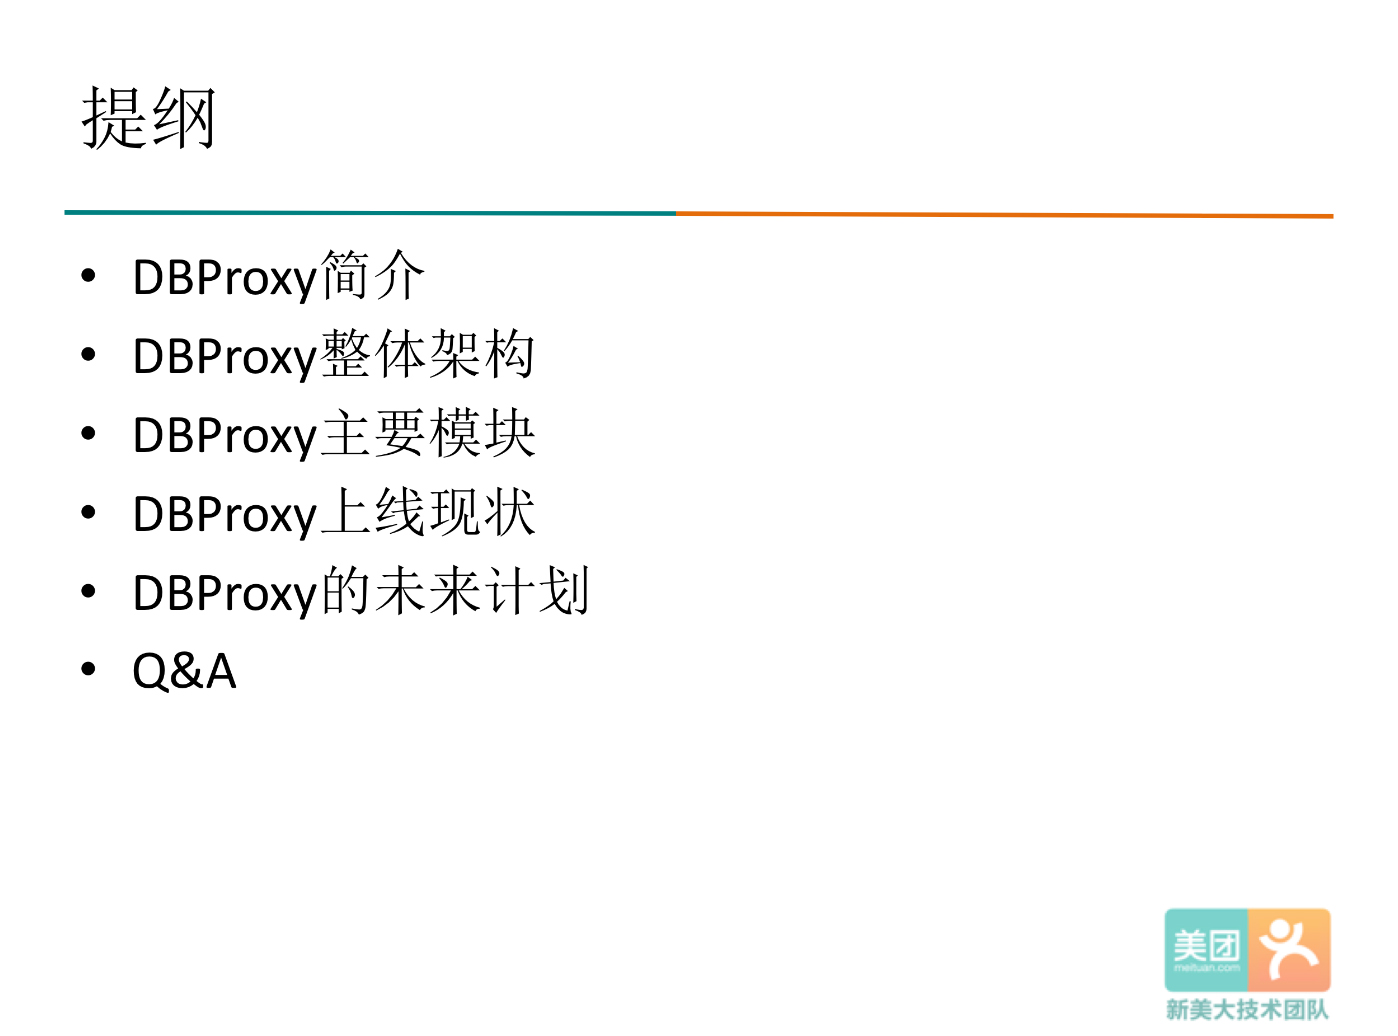 提纲
DBProxy简介
DBProxy整体架构
DBProxy主要模块
DBProxy上线现状
DBProxy的未来计划
Q&A
美团
meituan.com
新美大技术团队